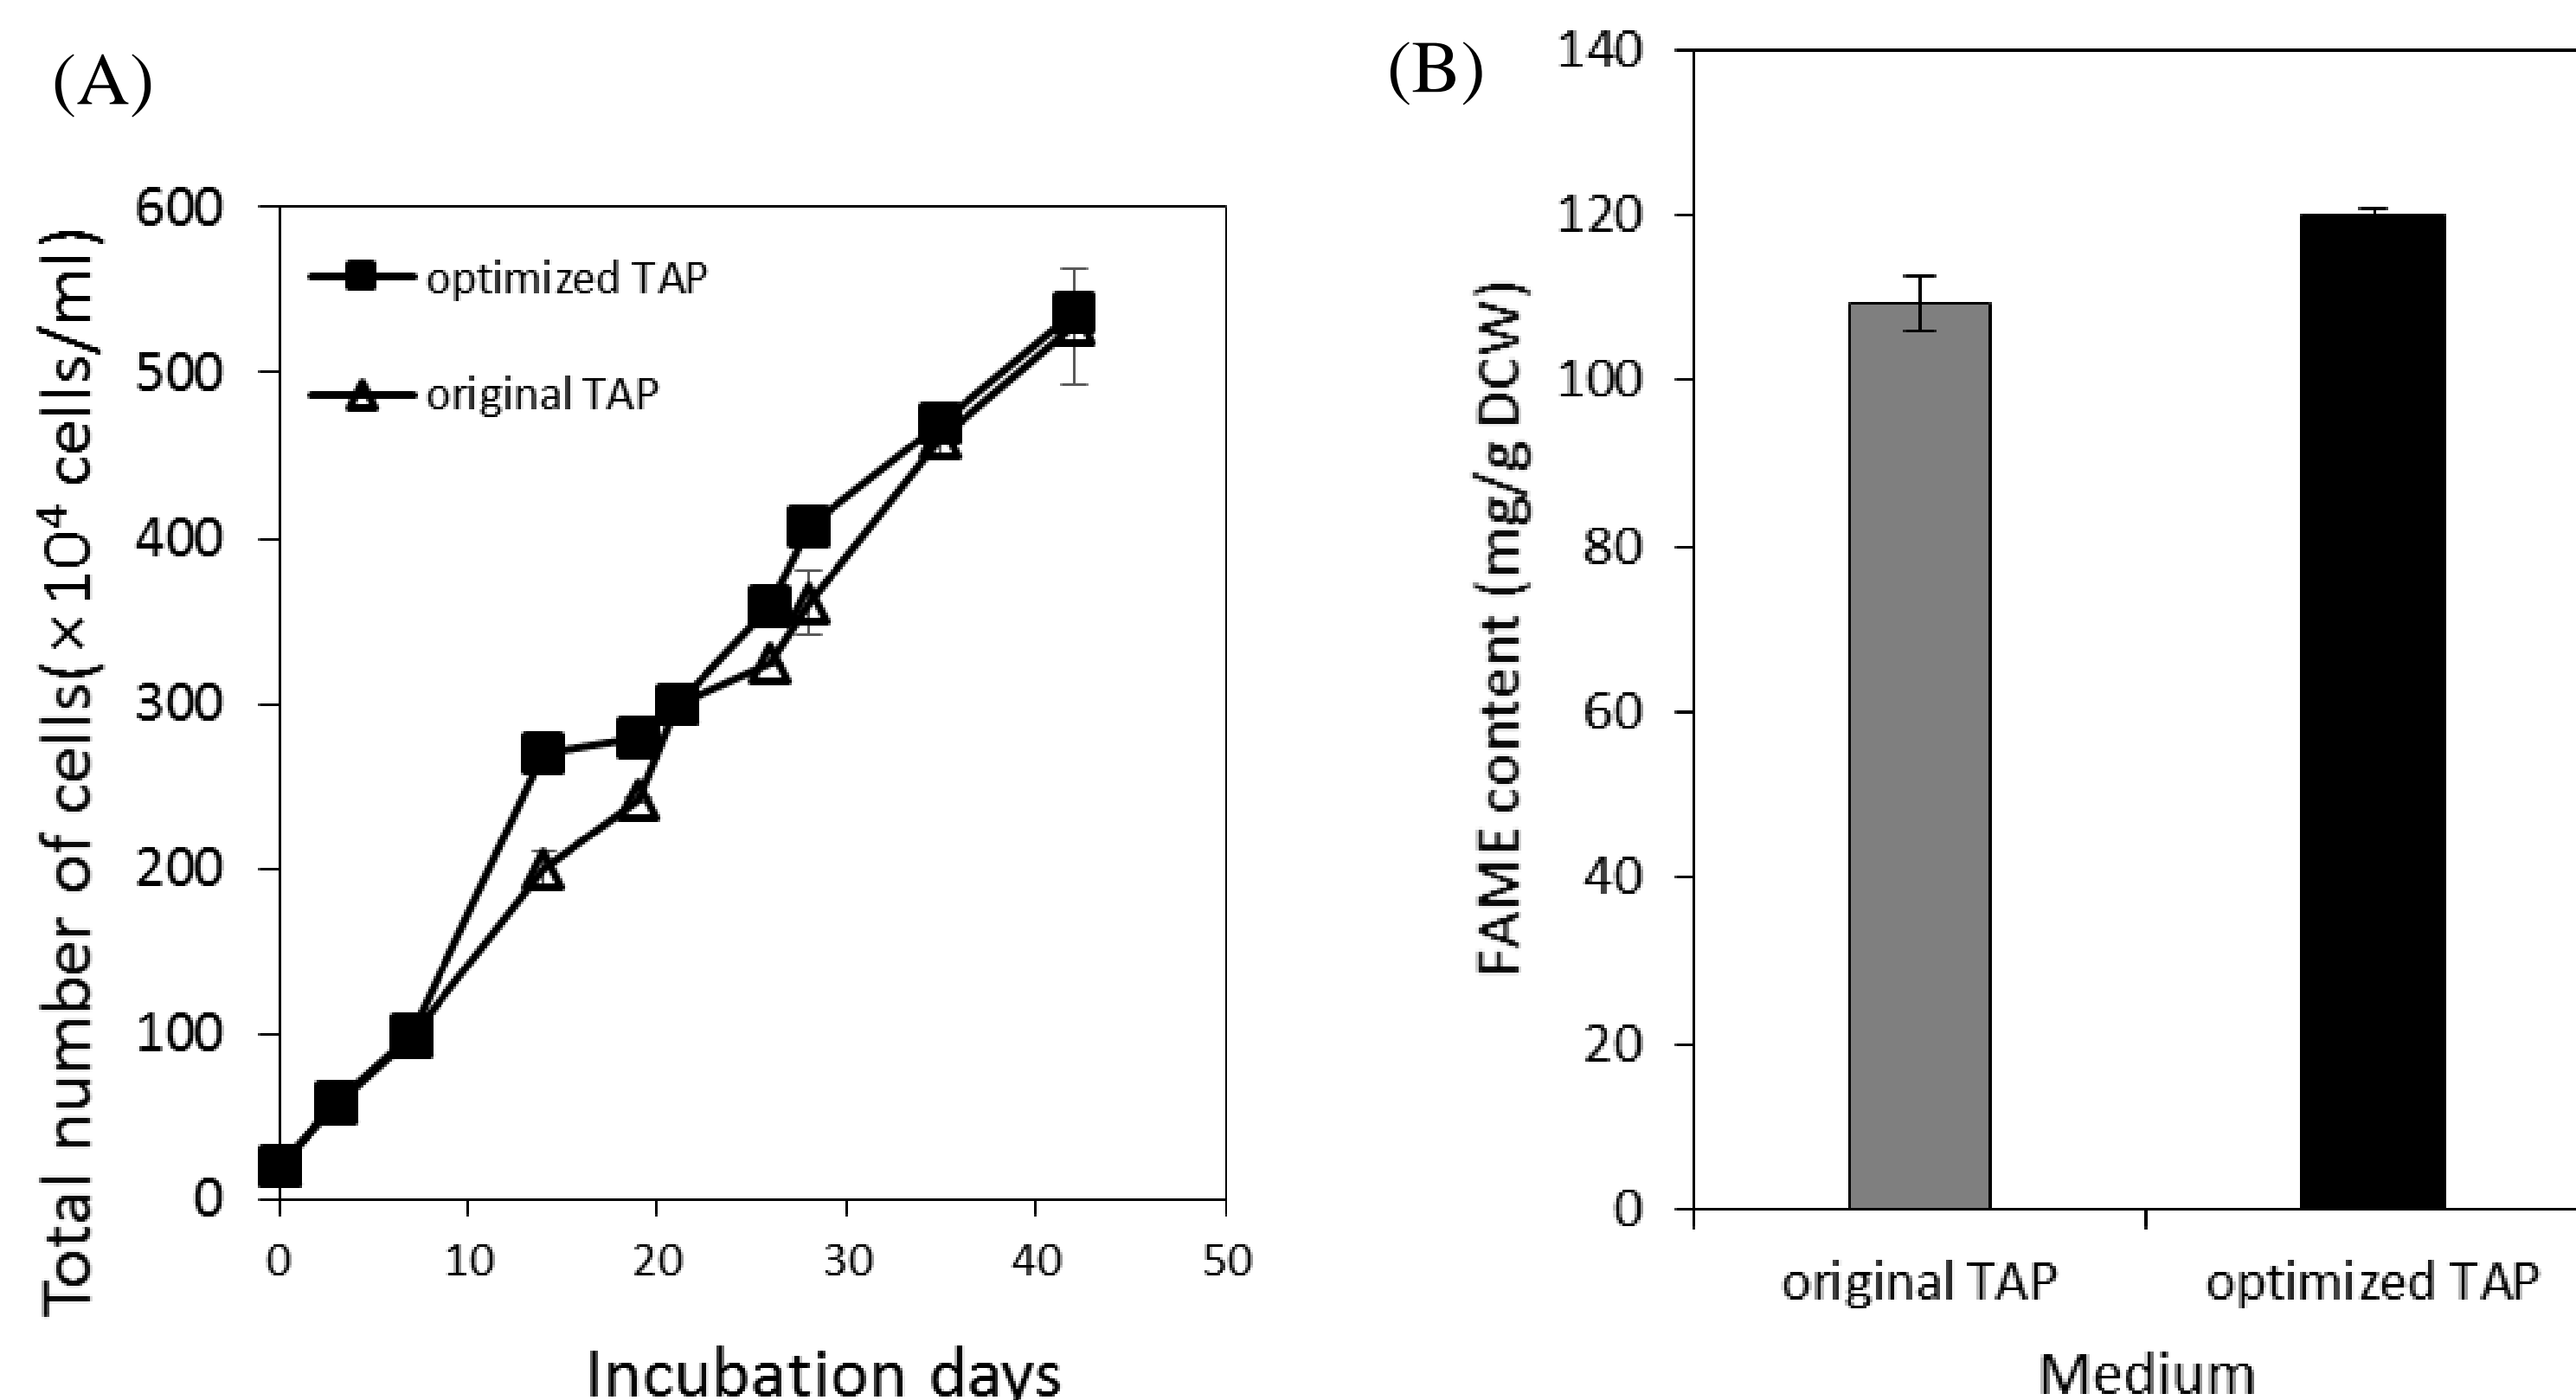 (A)
Total number of cells(×10⁴ cells/ml)
600
500
400
300
200
100
0
optimized TAP
original TAP
0 10 20 30 40 50
Incubation days
(B)
FAME content (mg/g DCW)
140
120
100
80
60
40
20
0
original TAP optimized TAP
Medium